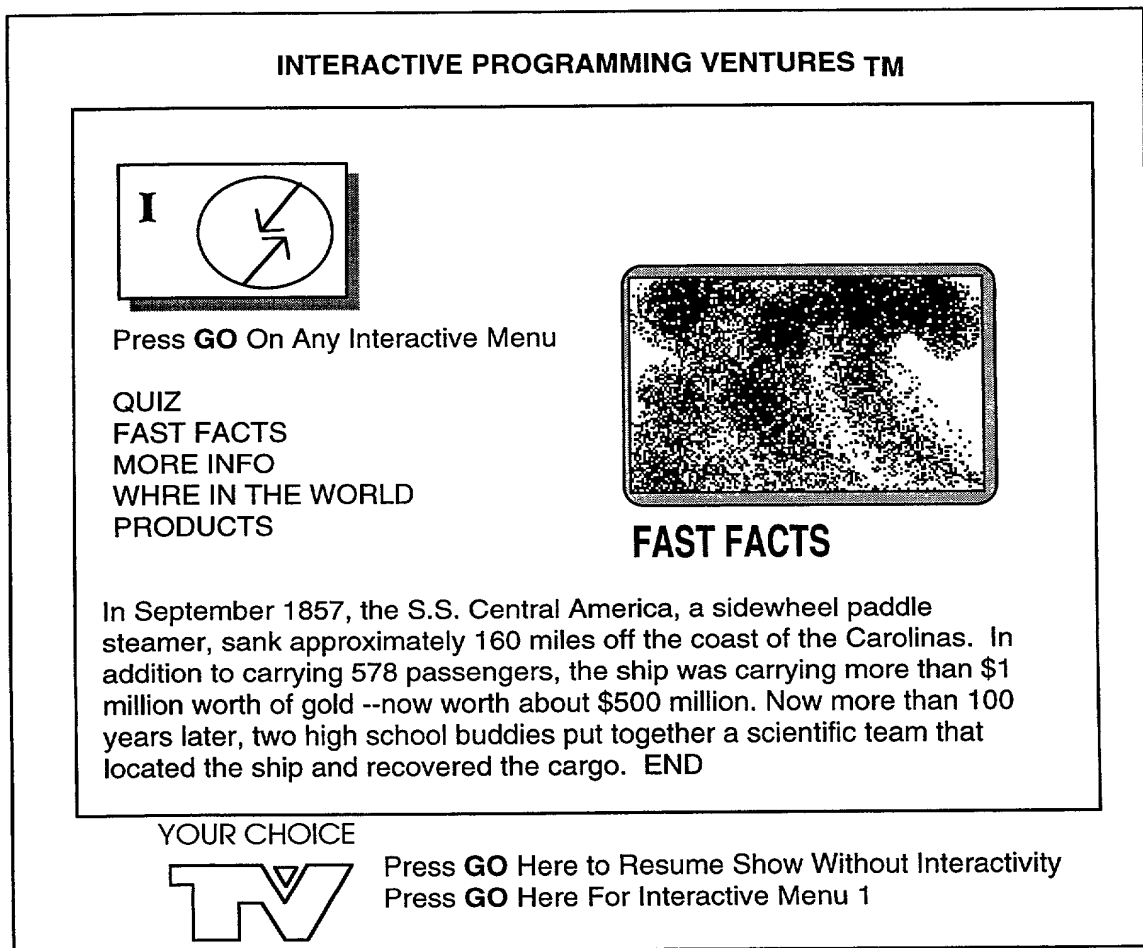 INTERACTIVE PROGRAMMING VENTURES TM
I
Press GO On Any Interactive Menu
QUIZ
FAST FACTS
MORE INFO
WHRE IN THE WORLD
PRODUCTS
FAST FACTS
In September 1857, the S.S. Central America, a sidewheel paddle
steamer, sank approximately 160 miles off the coast of the Carolinas. In
addition to carrying 578 passengers, the ship was carrying more than $1
million worth of gold --now worth about $500 million. Now more than 100
years later, two high school buddies put together a scientific team that
located the ship and recovered the cargo. END
YOUR CHOICE
TV
Press GO Here to Resume Show Without Interactivity
Press GO Here For Interactive Menu 1